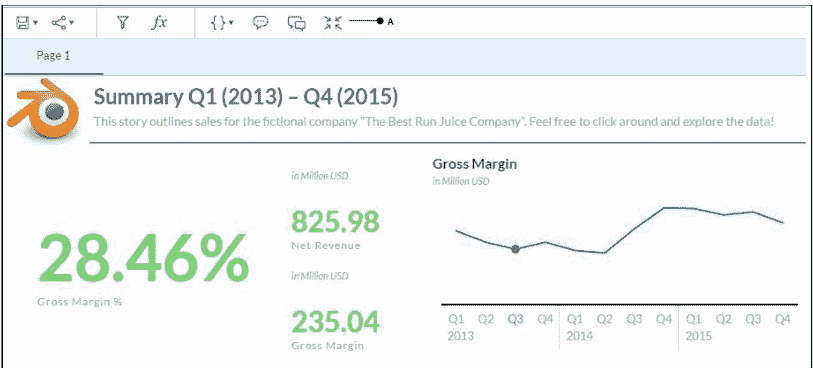 fx
{}
A
Page 1
Summary Q1 (2013) – Q4 (2015)
This story outlines sales for the fictional company "The Best Run Juice Company". Feel free to click around and explore the data!
28.46%
Gross Margin %
in Million USD
825.98
Net Revenue
in Million USD
235.04
Gross Margin
Gross Margin
in Million USD
Q1 Q2 Q3 Q4 Q1 Q2 Q3 Q4 Q1 Q2 Q3 Q4
2013 2014 2015